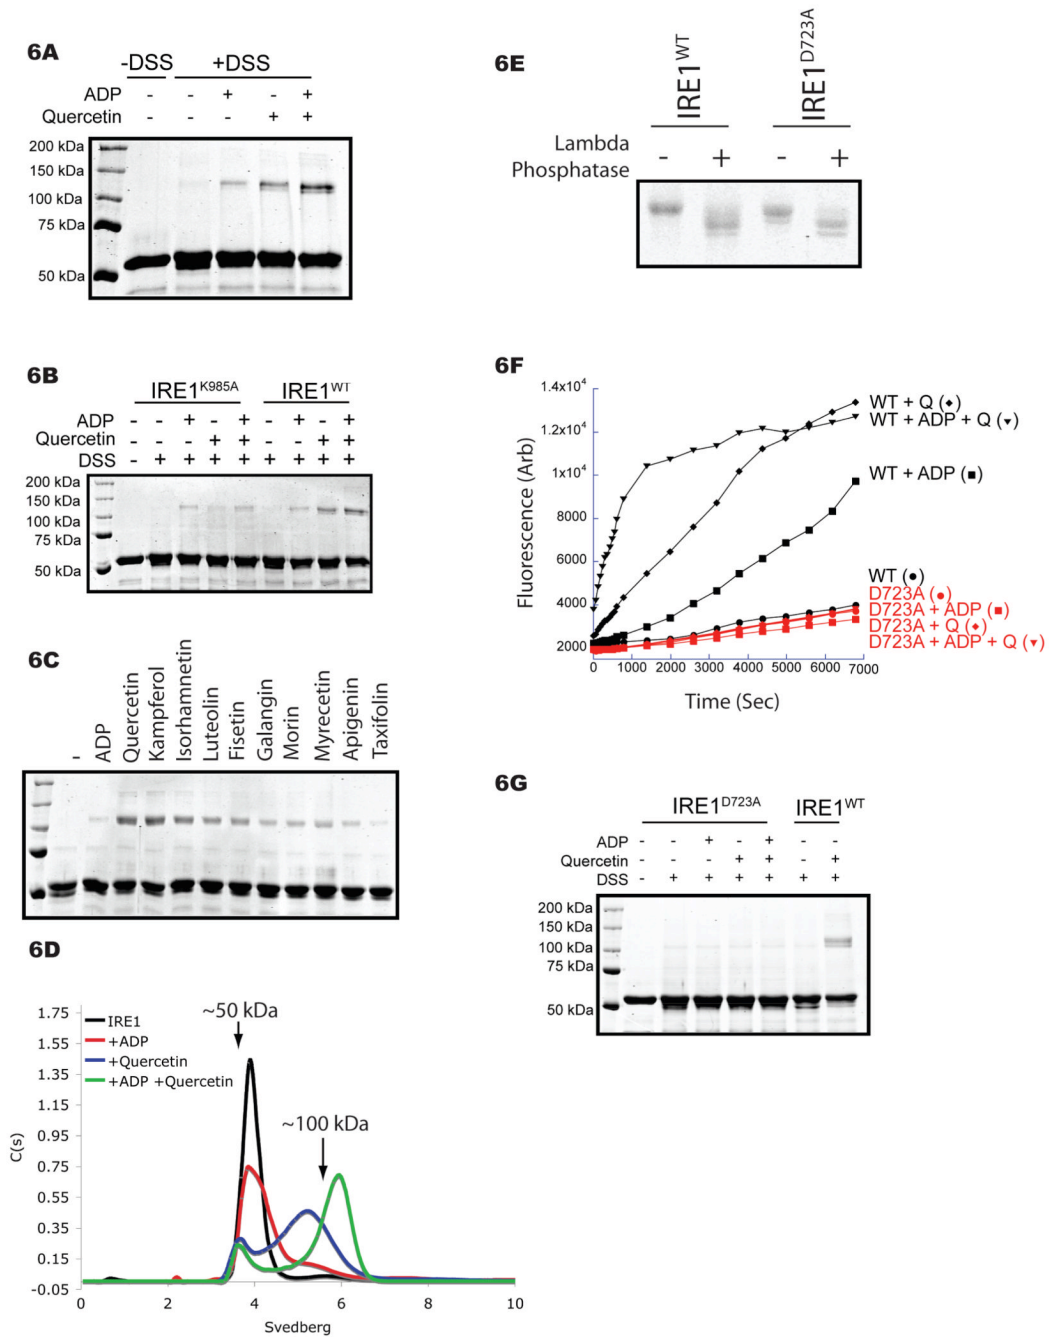 6A
-DSS +DSS
ADP - - + - +
Quercetin - - - + +
200 kDa
150 kDa
100 kDa
75 kDa
50 kDa
6B
IRE1K985A IRE1WT
ADP - - + - + - + - +
Quercetin - - - + + - - + +
DSS - + + + + + + + +
200 kDa
150 kDa
100 kDa
75 kDa
50 kDa
6C
-
ADP
Quercetin
Kampferol
Isorhamnetin
Luteolin
Fisetin
Galangin
Morin
Myrecetin
Apigenin
Taxifolin
6D
C(s)
1.75
1.55
1.35
1.15
0.95
0.75
0.55
0.35
0.15
-0.05
IRE1
+ADP
+Quercetin
+ADP +Quercetin
~50 kDa
~100 kDa
0 2 4 6 8 10
Svedberg
6E
IRE1WT
IRE1D723A
Lambda
Phosphatase - + - +
6F
Fluorescence (Arb)
1.4x10⁴
1.2x10⁴
1x10⁴
8000
6000
4000
2000
WT + Q (♦)
WT + ADP + Q (▼)
WT + ADP (■)
WT (●)
D723A (●)
D723A + ADP (■)
D723A + Q (♦)
D723A + ADP + Q (▼)
0 1000 2000 3000 4000 5000 6000 7000
Time (Sec)
6G
IRE1D723A IRE1WT
ADP - - + - + - -
Quercetin - - - + + - +
DSS - + + + + + +
200 kDa
150 kDa
100 kDa
75 kDa
50 kDa